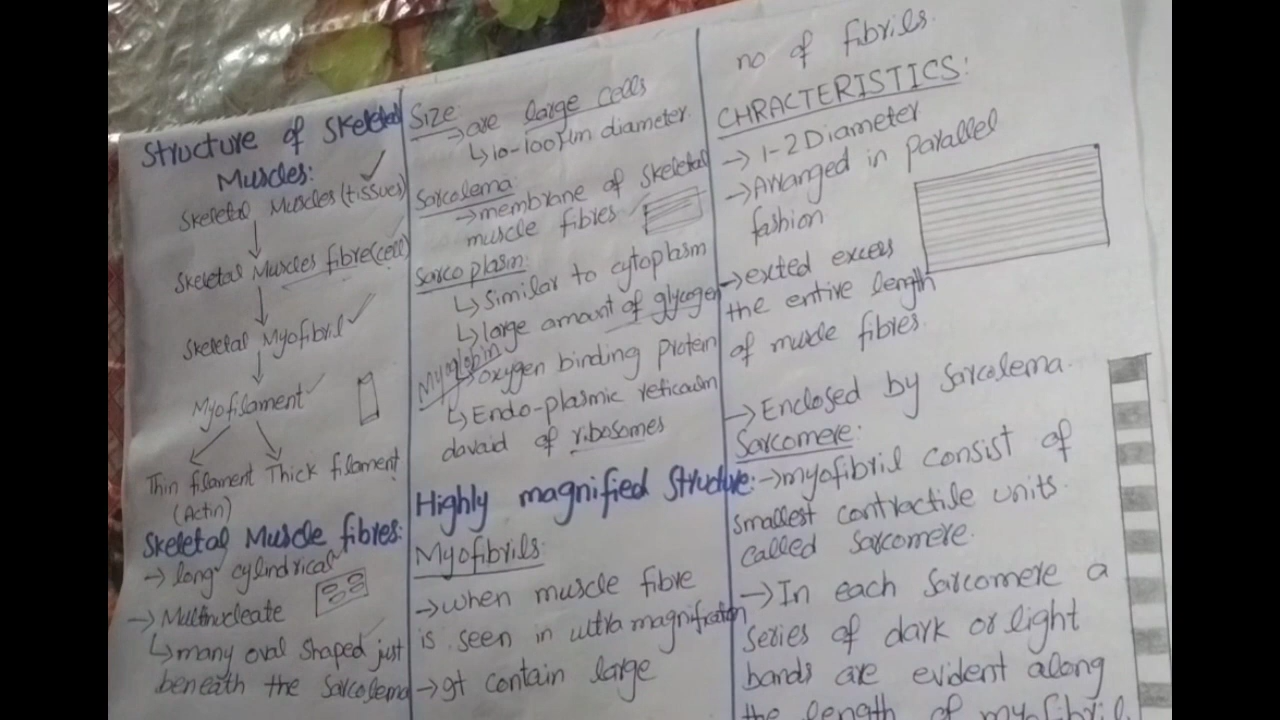 Structure of Skeletal
Muscles:
Skeletal Muscles (tissues)
Skeletal Muscles fibre(cell)
Skeletal Myofibril
Myofilament
Thin filament Thick filament
(Actin)
Skeletal Muscle fibres:
→ long cylindrical
→ Multinucleate
↳ many oval shaped just
beneath the Sarcolema
Size:
→ are large cells
↳ 10-100μm diameter.
Sarcolema:
→ membrane of skeletal
muscle fibres
Sarcoplasm:
↳ Similar to cytoplasm
↳ large amount of glycogen
Myoglobin
→ oxygen binding protein
↳ Endo-plasmic reticulum
davaid of ribosomes
Highly magnified Structure:
Myofibrils:
→ when muscle fibre
is seen in ultra magnification
→ It contain large
no of fibrils.
CHRACTERISTICS:
→ 1-2 Diameter
→ Arranged in Parallel
fashion
→ exted excess
the entire length
of muscle fibres.
→ Enclosed by Sarcolema.
Sarcomere:
→ myofibril consist of
smallest contractile units.
called Sarcomere.
→ In each Sarcomere a
series of dark or light
bands are evident along
the length of myofibril